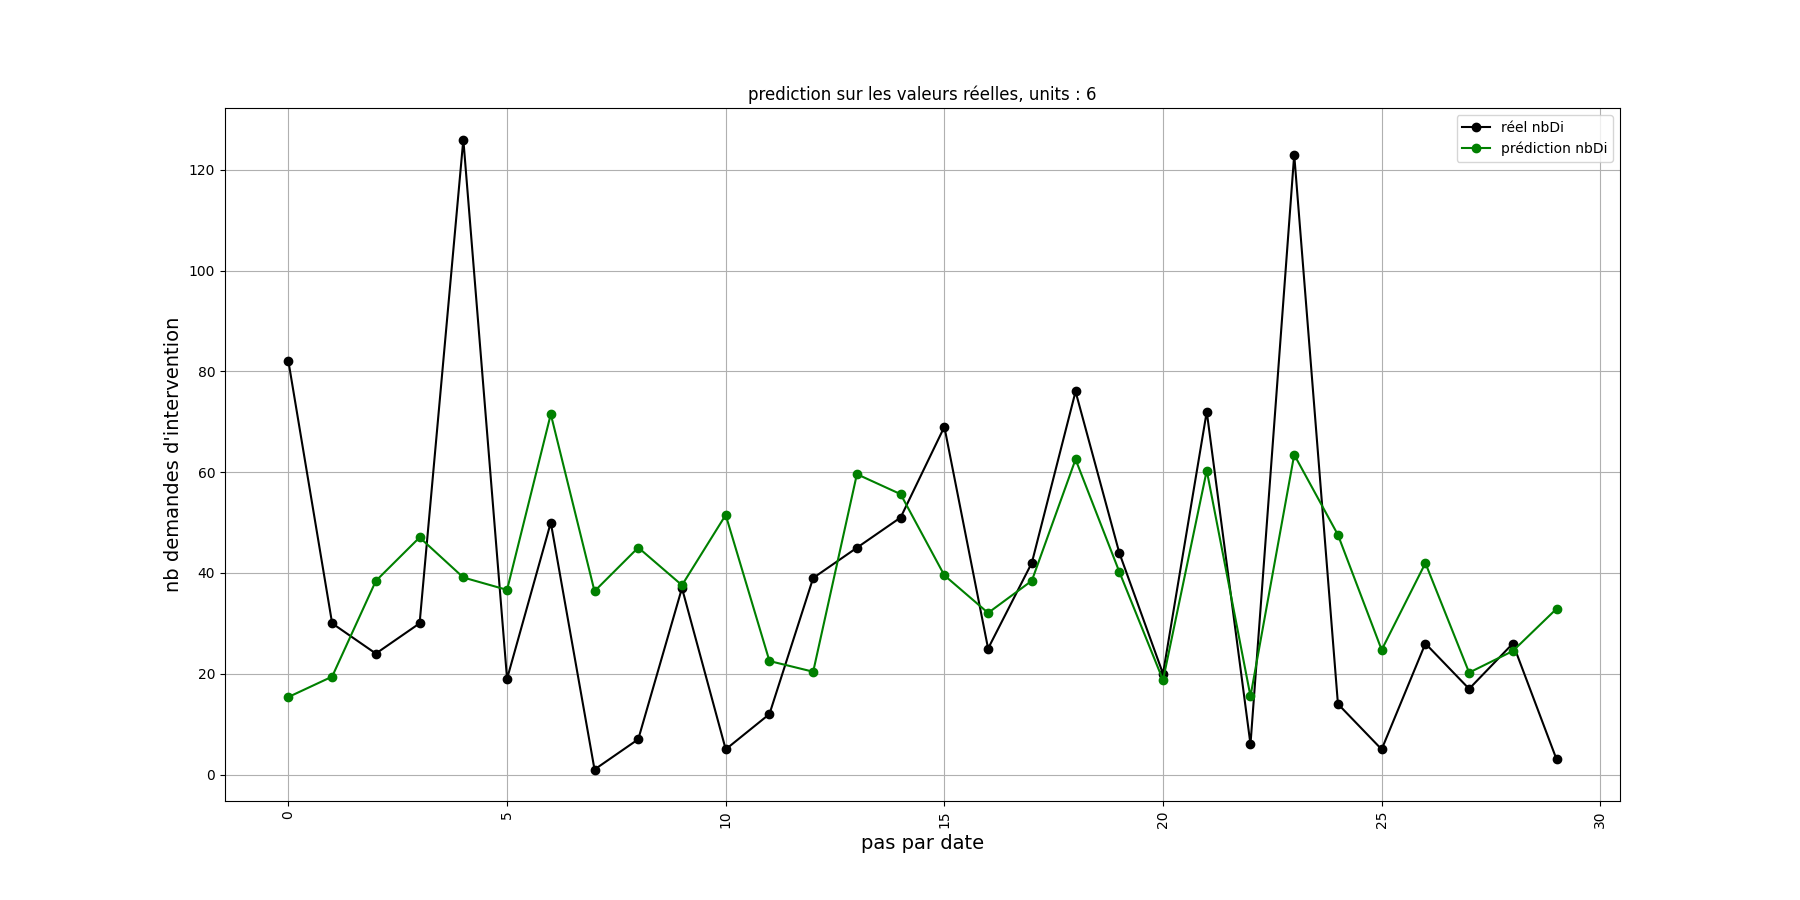 prediction sur les valeurs réelles, units : 6
réel nbDi
prédiction nbDi
120
100
80
60
40
20
0
nb demandes d'intervention
0 5 10 15 20 25 30
pas par date